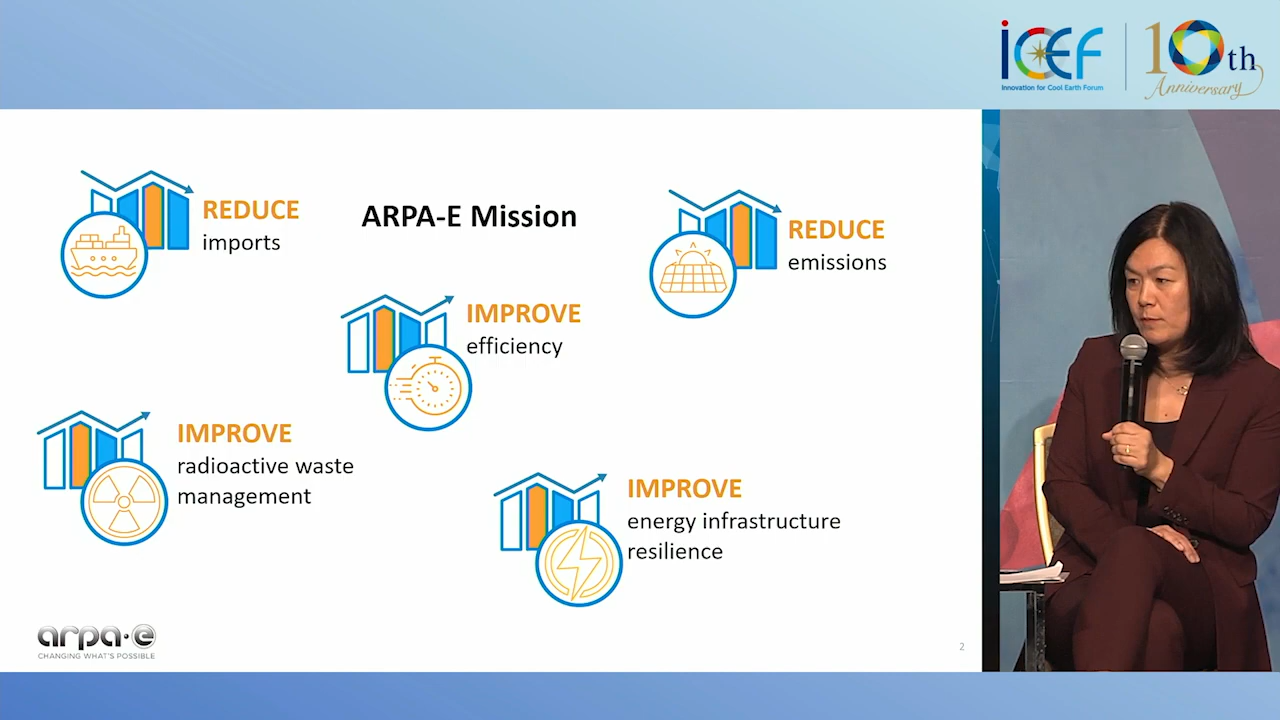 icef
Innovation for Cool Earth Forum
10th
Anniversary
ARPA-E Mission
REDUCE
imports
REDUCE
emissions
IMPROVE
efficiency
IMPROVE
radioactive waste
management
IMPROVE
energy infrastructure
resilience
arpa·e
CHANGING WHAT'S POSSIBLE
2